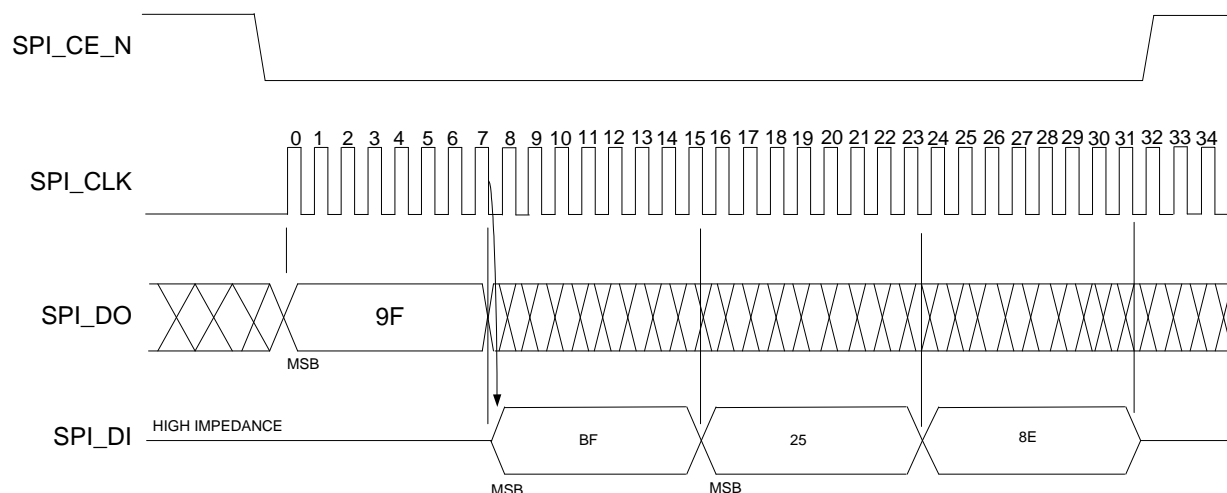 SPI_CE_N
0 1 2 3 4 5 6 7 8 9 10 11 12 13 14 15 16 17 18 19 20 21 22 23 24 25 26 27 28 29 30 31 32 33 34
SPI_CLK
SPI_DO
9F
MSB
SPI_DI
HIGH IMPEDANCE
BF
25
8E
MSB
MSB